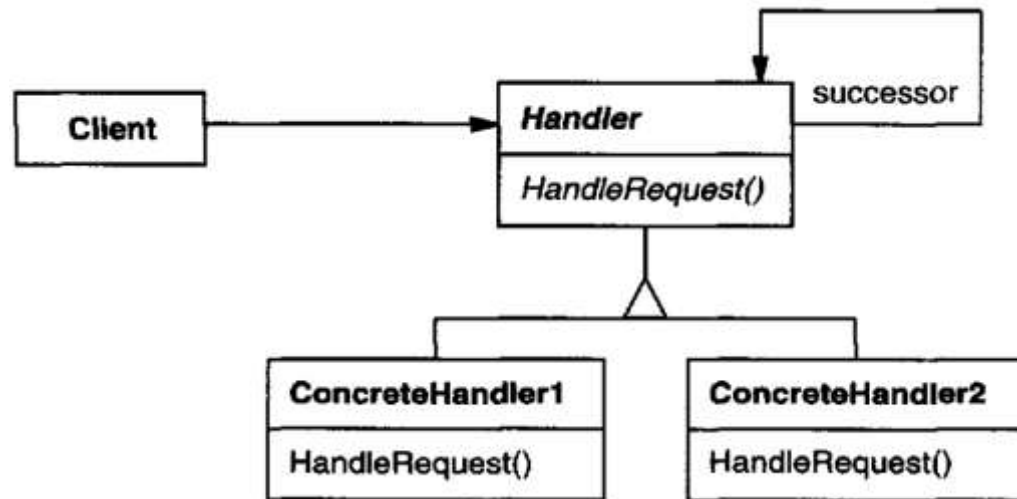 successor
Client
Handler
HandleRequest()
ConcreteHandler1
ConcreteHandler2
HandleRequest()
HandleRequest()